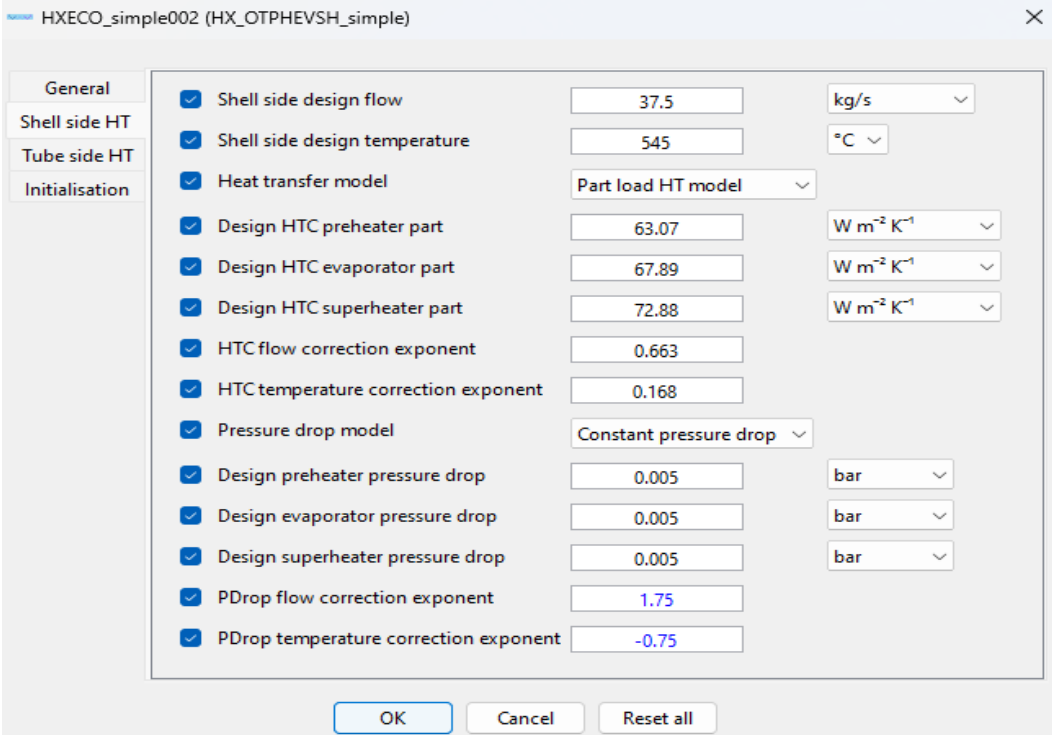 HXECO_simple002 (HX_OTPHEVSH_simple)
General
Shell side HT
Tube side HT
Initialisation
Shell side design flow 37.5 kg/s
Shell side design temperature 545 °C
Heat transfer model Part load HT model
Design HTC preheater part 63.07 W m⁻² K⁻¹
Design HTC evaporator part 67.89 W m⁻² K⁻¹
Design HTC superheater part 72.88 W m⁻² K⁻¹
HTC flow correction exponent 0.663
HTC temperature correction exponent 0.168
Pressure drop model Constant pressure drop
Design preheater pressure drop 0.005 bar
Design evaporator pressure drop 0.005 bar
Design superheater pressure drop 0.005 bar
PDrop flow correction exponent 1.75
PDrop temperature correction exponent -0.75
OK Cancel Reset all